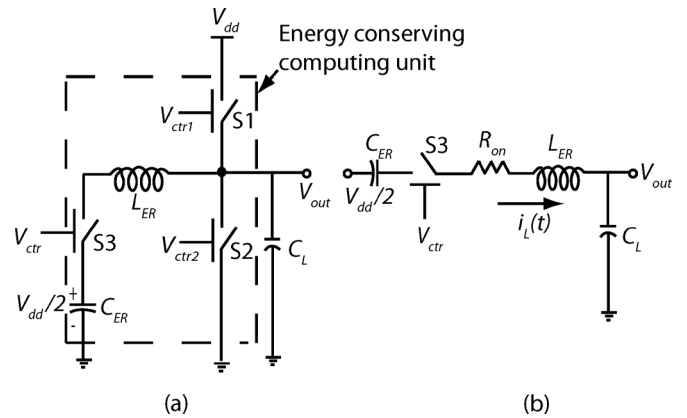 V_dd
Energy conserving
computing unit
V_ctr1
S1
L_ER
V_out
V_ctr
S3
V_ctr2
S2
C_L
V_dd/2
+
-
C_ER
(a)
C_ER
S3
R_on
L_ER
V_out
V_dd/2
V_ctr
i_L(t)
C_L
(b)